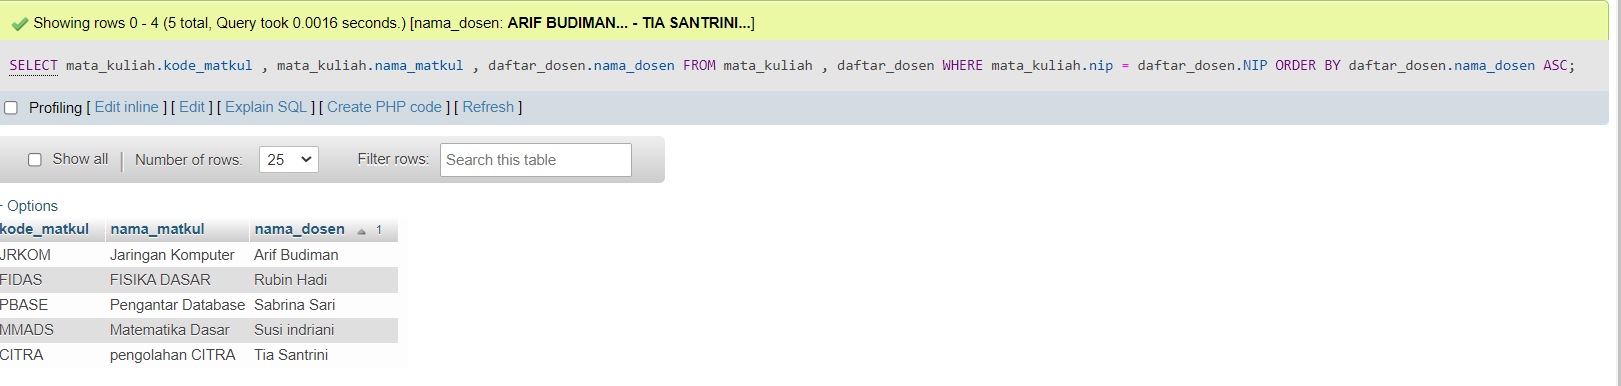 Showing rows 0 - 4 (5 total, Query took 0.0016 seconds.) [nama_dosen: ARIF BUDIMAN... - TIA SANTRINI...]
SELECT mata_kuliah.kode_matkul , mata_kuliah.nama_matkul , daftar_dosen.nama_dosen FROM mata_kuliah , daftar_dosen WHERE mata_kuliah.nip = daftar_dosen.NIP ORDER BY daftar_dosen.nama_dosen ASC;
Profiling [ Edit inline ] [ Edit ] [ Explain SQL ] [ Create PHP code ] [ Refresh ]
Show all | Number of rows: 25 Filter rows: Search this table
+ Options
kode_matkul nama_matkul nama_dosen 1
JRKOM Jaringan Komputer Arif Budiman
FIDAS FISIKA DASAR Rubin Hadi
PBASE Pengantar Database Sabrina Sari
MMADS Matematika Dasar Susi indriani
CITRA pengolahan CITRA Tia Santrini